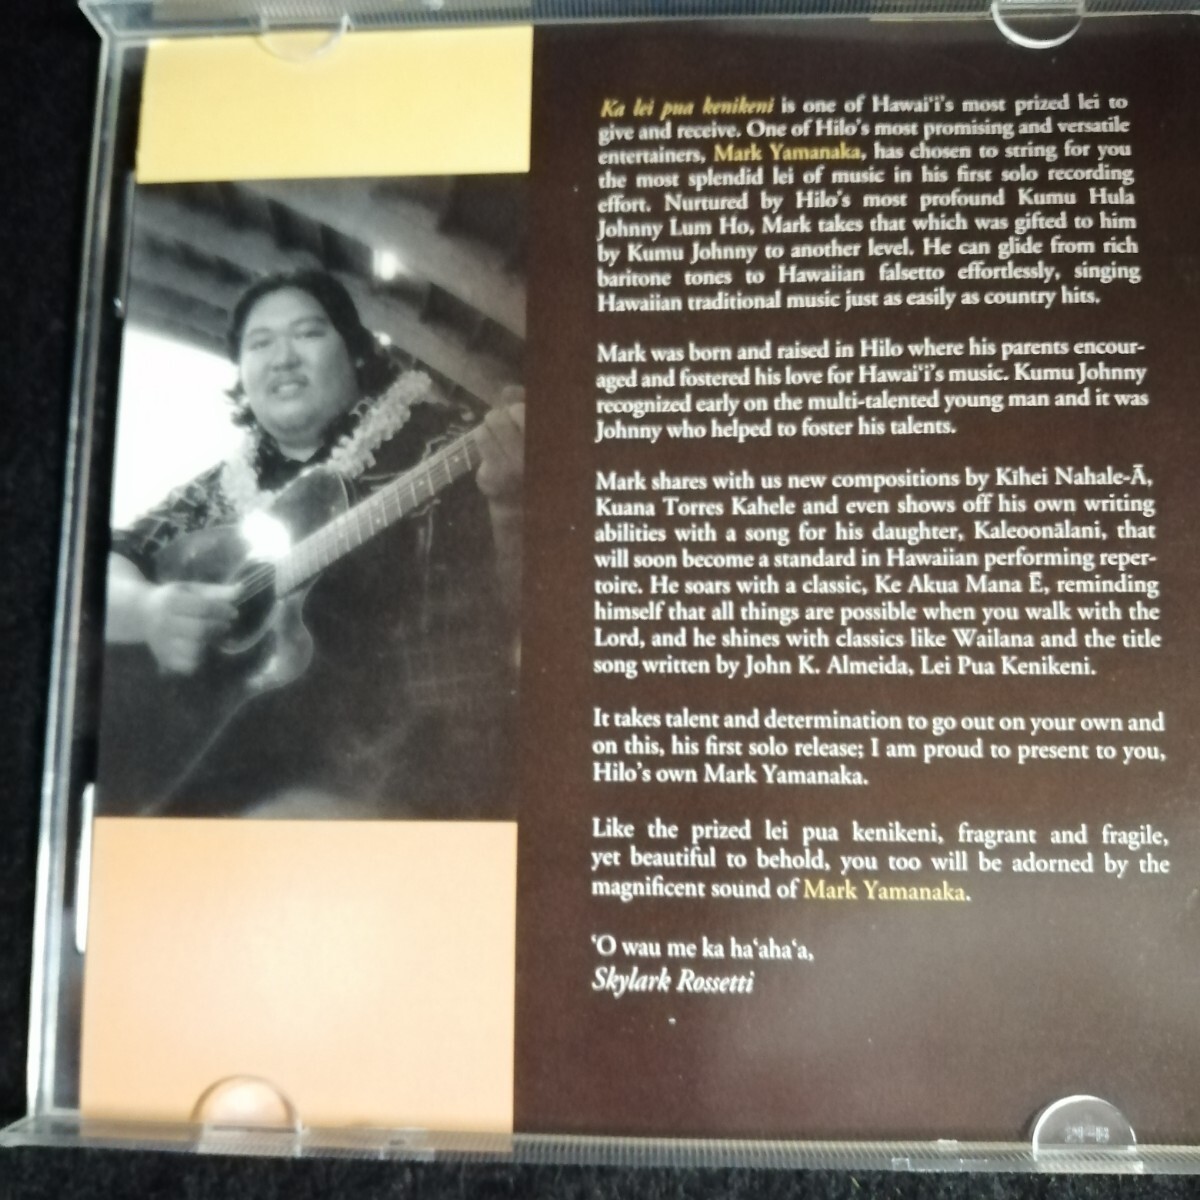 Ka lei pua kenikeni is one of Hawai'i's most prized lei to
give and receive. One of Hilo's most promising and versatile
entertainers, Mark Yamanaka, has chosen to string for you
the most splendid lei of music in his first solo recording
effort. Nurtured by Hilo's most profound Kumu Hula
Johnny Lum Ho, Mark takes that which was gifted to him
by Kumu Johnny to another level. He can glide from rich
baritone tones to Hawaiian falsetto effortlessly, singing
Hawaiian traditional music just as easily as country hits.
Mark was born and raised in Hilo where his parents encour-
aged and fostered his love for Hawai'i's music. Kumu Johnny
recognized early on the multi-talented young man and it was
Johnny who helped to foster his talents.
Mark shares with us new compositions by Kīhei Nahale-Ā,
Kuana Torres Kahele and even shows off his own writing
abilities with a song for his daughter, Kaleoonālani, that
will soon become a standard in Hawaiian performing reper-
toire. He soars with a classic, Ke Akua Mana Ē, reminding
himself that all things are possible when you walk with the
Lord, and he shines with classics like Wailana and the title
song written by John K. Almeida, Lei Pua Kenikeni.
It takes talent and determination to go out on your own and
on this, his first solo release; I am proud to present to you,
Hilo's own Mark Yamanaka.
Like the prized lei pua kenikeni, fragrant and fragile,
yet beautiful to behold, you too will be adorned by the
magnificent sound of Mark Yamanaka.
‘O wau me ka ha‘aha‘a,
Skylark Rossetti